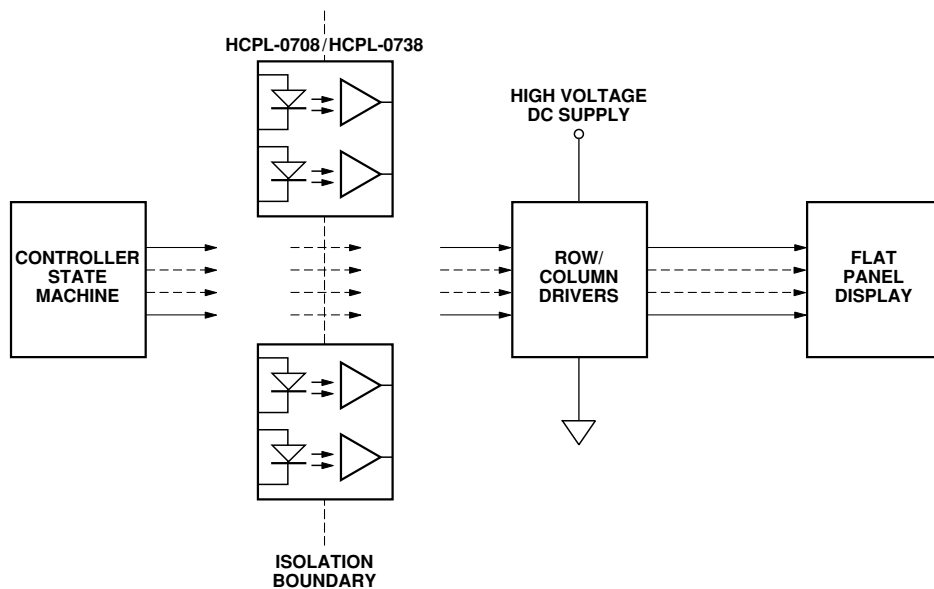 HCPL-0708/HCPL-0738
HIGH VOLTAGE
DC SUPPLY
CONTROLLER
STATE
MACHINE
ROW/
COLUMN
DRIVERS
FLAT
PANEL
DISPLAY
ISOLATION
BOUNDARY